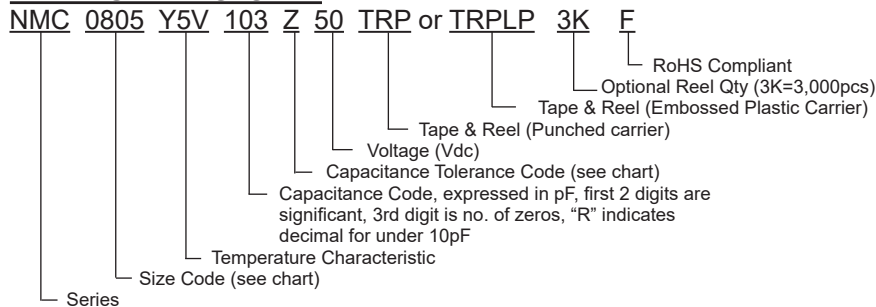 NMC 0805 Y5V 103 Z 50 TRP or TRPLP 3K F
RoHS Compliant
Optional Reel Qty (3K=3,000pcs)
Tape & Reel (Embossed Plastic Carrier)
Tape & Reel (Punched carrier)
Voltage (Vdc)
Capacitance Tolerance Code (see chart)
Capacitance Code, expressed in pF, first 2 digits are
significant, 3rd digit is no. of zeros, “R” indicates
decimal for under 10pF
Temperature Characteristic
Size Code (see chart)
Series